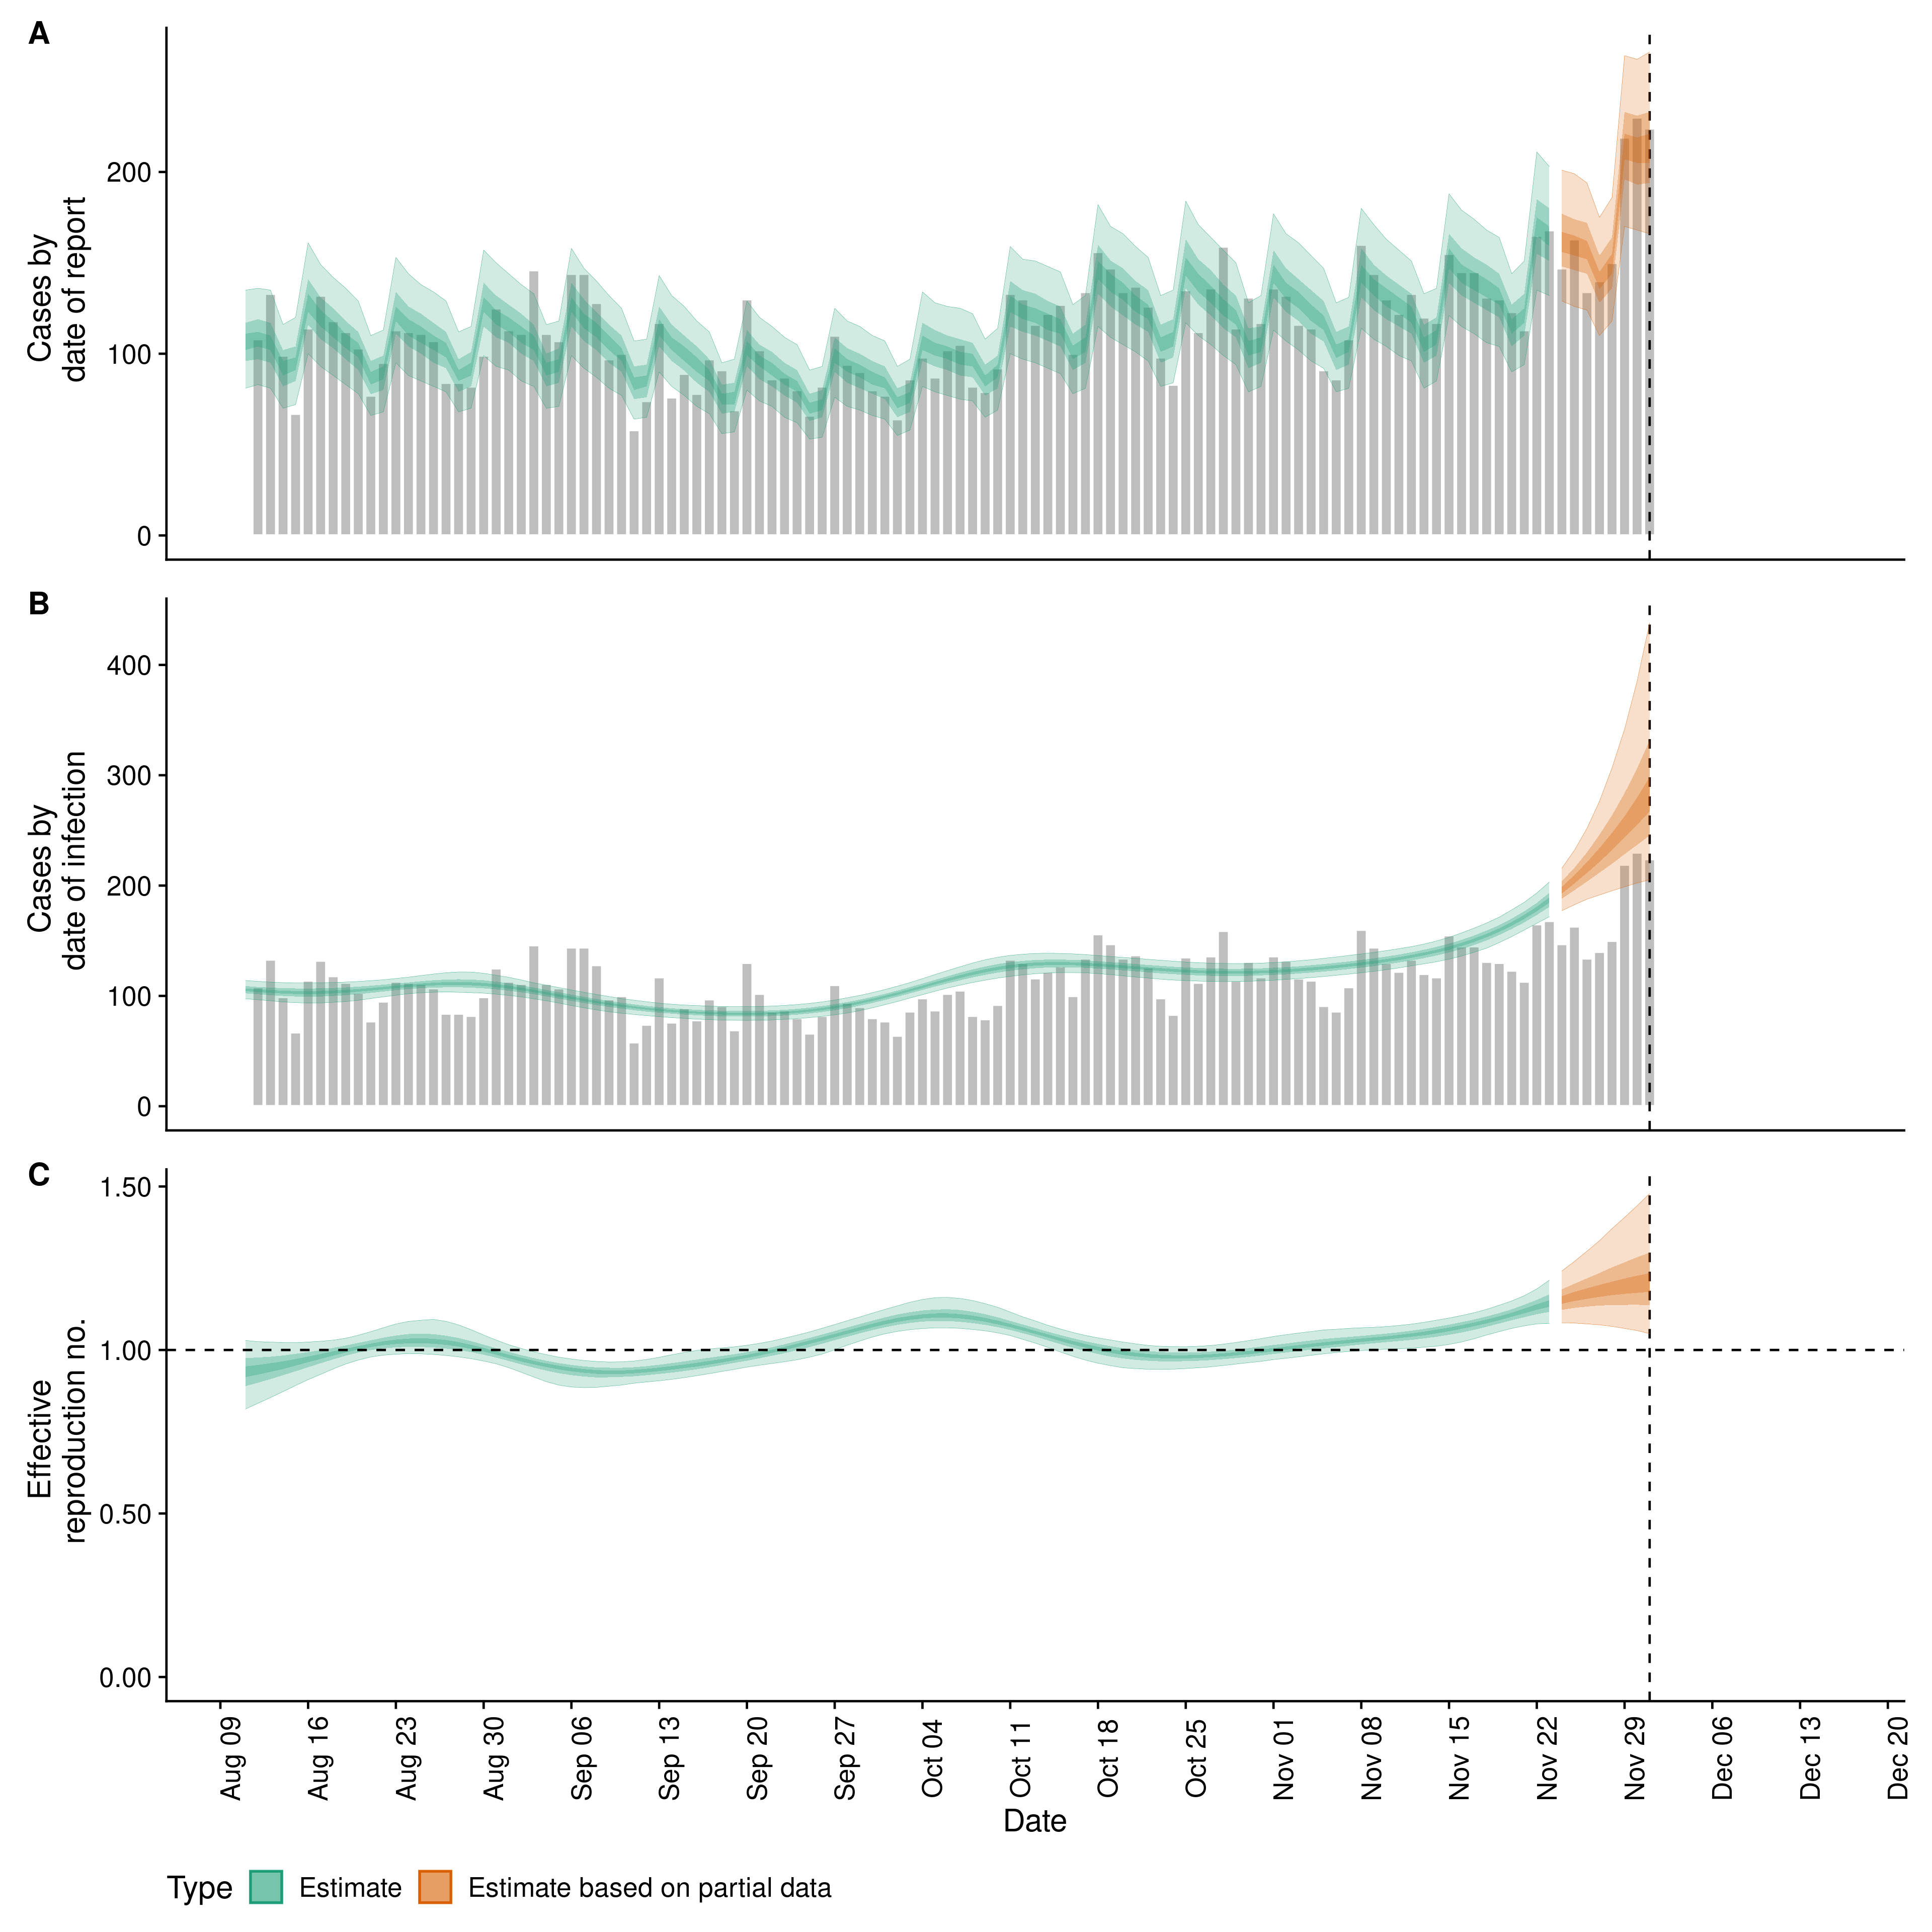 A
Cases by
date of report
200
100
0
B
Cases by
date of infection
400
300
200
100
0
C
Effective
reproduction no.
1.50
1.00
0.50
0.00
Aug 09
Aug 16
Aug 23
Aug 30
Sep 06
Sep 13
Sep 20
Sep 27
Oct 04
Oct 11
Oct 18
Oct 25
Nov 01
Nov 08
Nov 15
Nov 22
Nov 29
Dec 06
Dec 13
Dec 20
Date
Type Estimate Estimate based on partial data